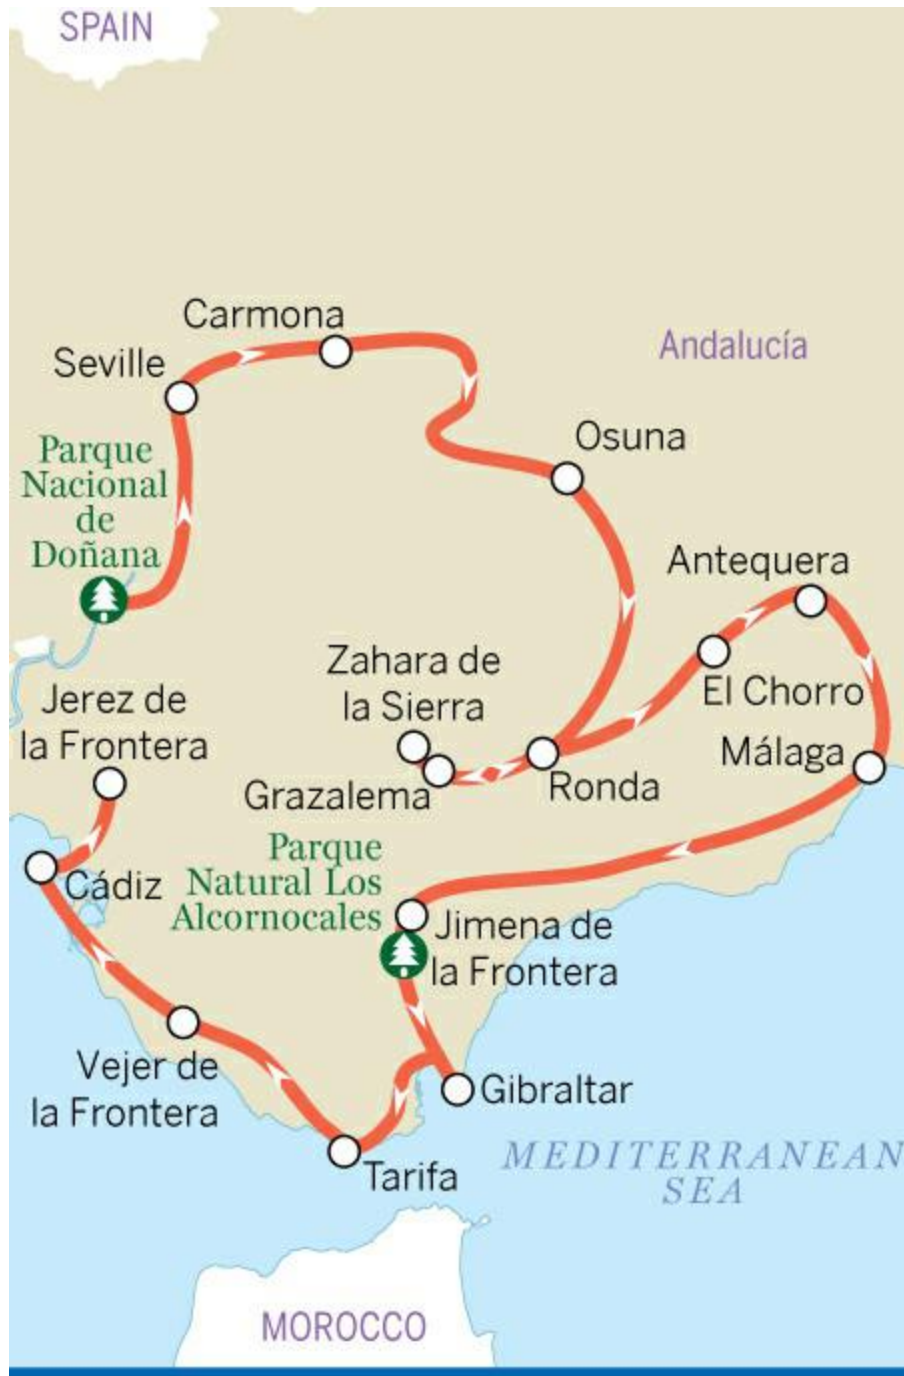 SPAIN
Carmona
Andalucía
Seville
Osuna
Parque
Nacional
de
Doñana
Antequera
Zahara de
la Sierra
El Chorro
Jerez de
la Frontera
Málaga
Grazalema
Ronda
Parque
Natural Los
Alcornocales
Cádiz
Jimena de
la Frontera
Vejer de
la Frontera
Gibraltar
Tarifa
MEDITERRANEAN
SEA
MOROCCO